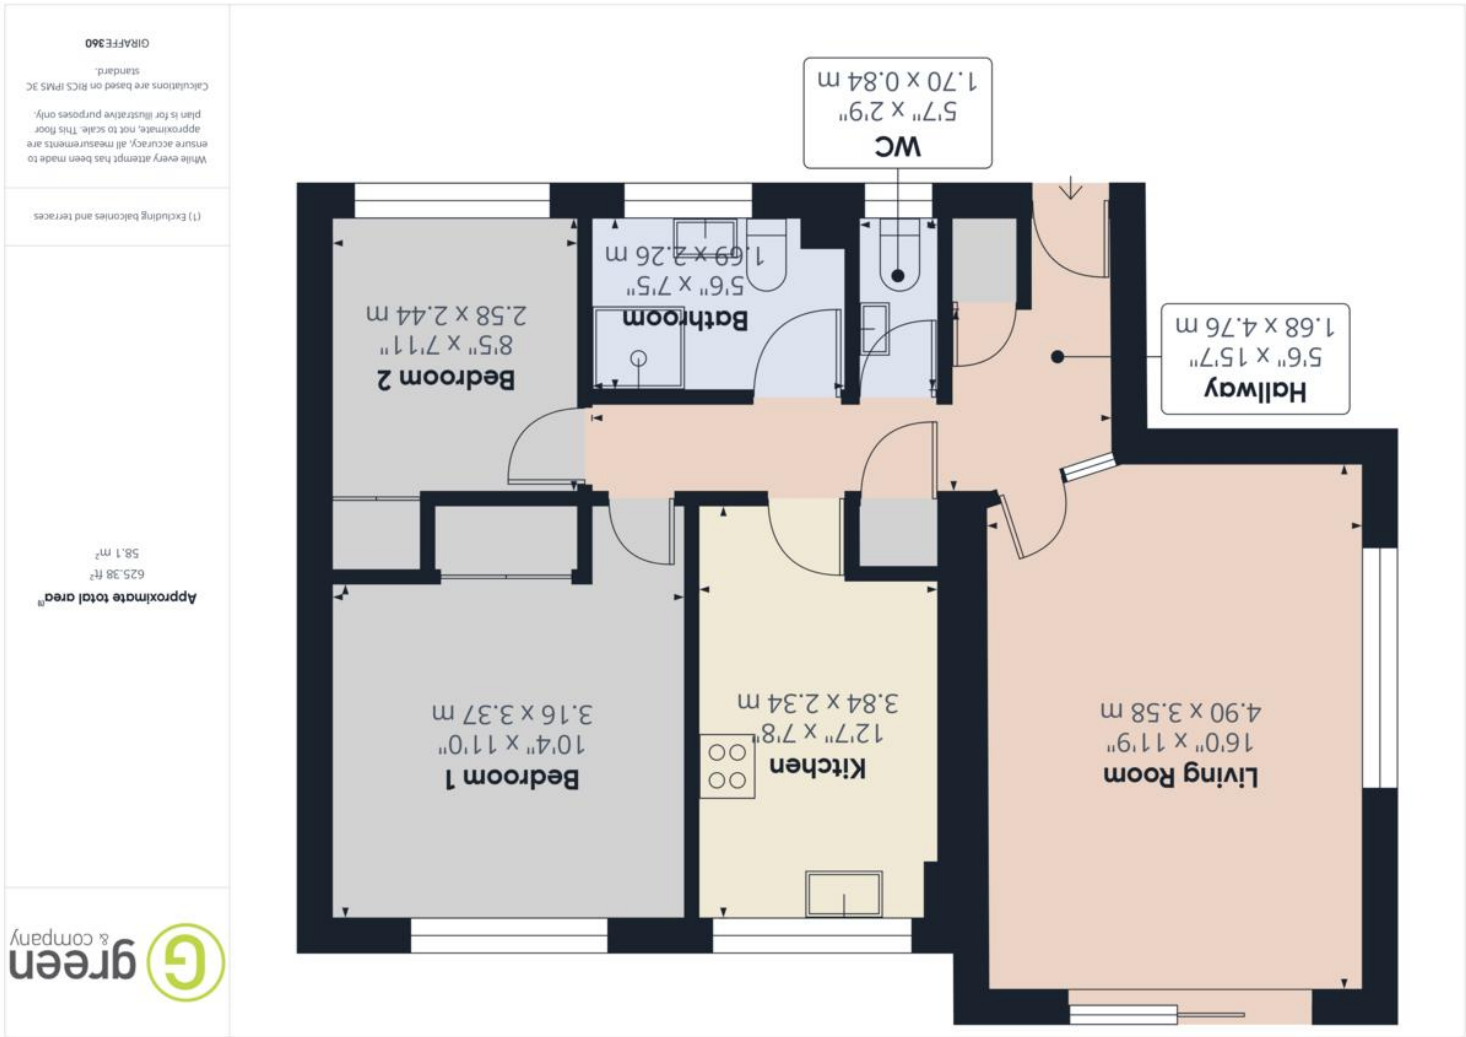 green
& company
Approximate total area⁽¹⁾
625.38 ft²
58.1 m²
(1) Excluding balconies and terraces
While every attempt has been made to
ensure accuracy, all measurements are
approximate, not to scale. This floor
plan is for illustrative purposes only.
Calculations are based on RICS IPMS 3C
standard.
GIRAFFE360
Living Room
16'0" x 11'9"
4.90 x 3.58 m
Kitchen
12'7" x 7'8"
3.84 x 2.34 m
Bedroom 1
10'4" x 11'0"
3.16 x 3.37 m
Hallway
5'6" x 15'7"
1.68 x 4.76 m
Bedroom 2
8'5" x 7'11"
2.58 x 2.44 m
Bathroom
5'6" x 7'5"
1.69 x 2.26 m
WC
5'7" x 2'9"
1.70 x 0.84 m